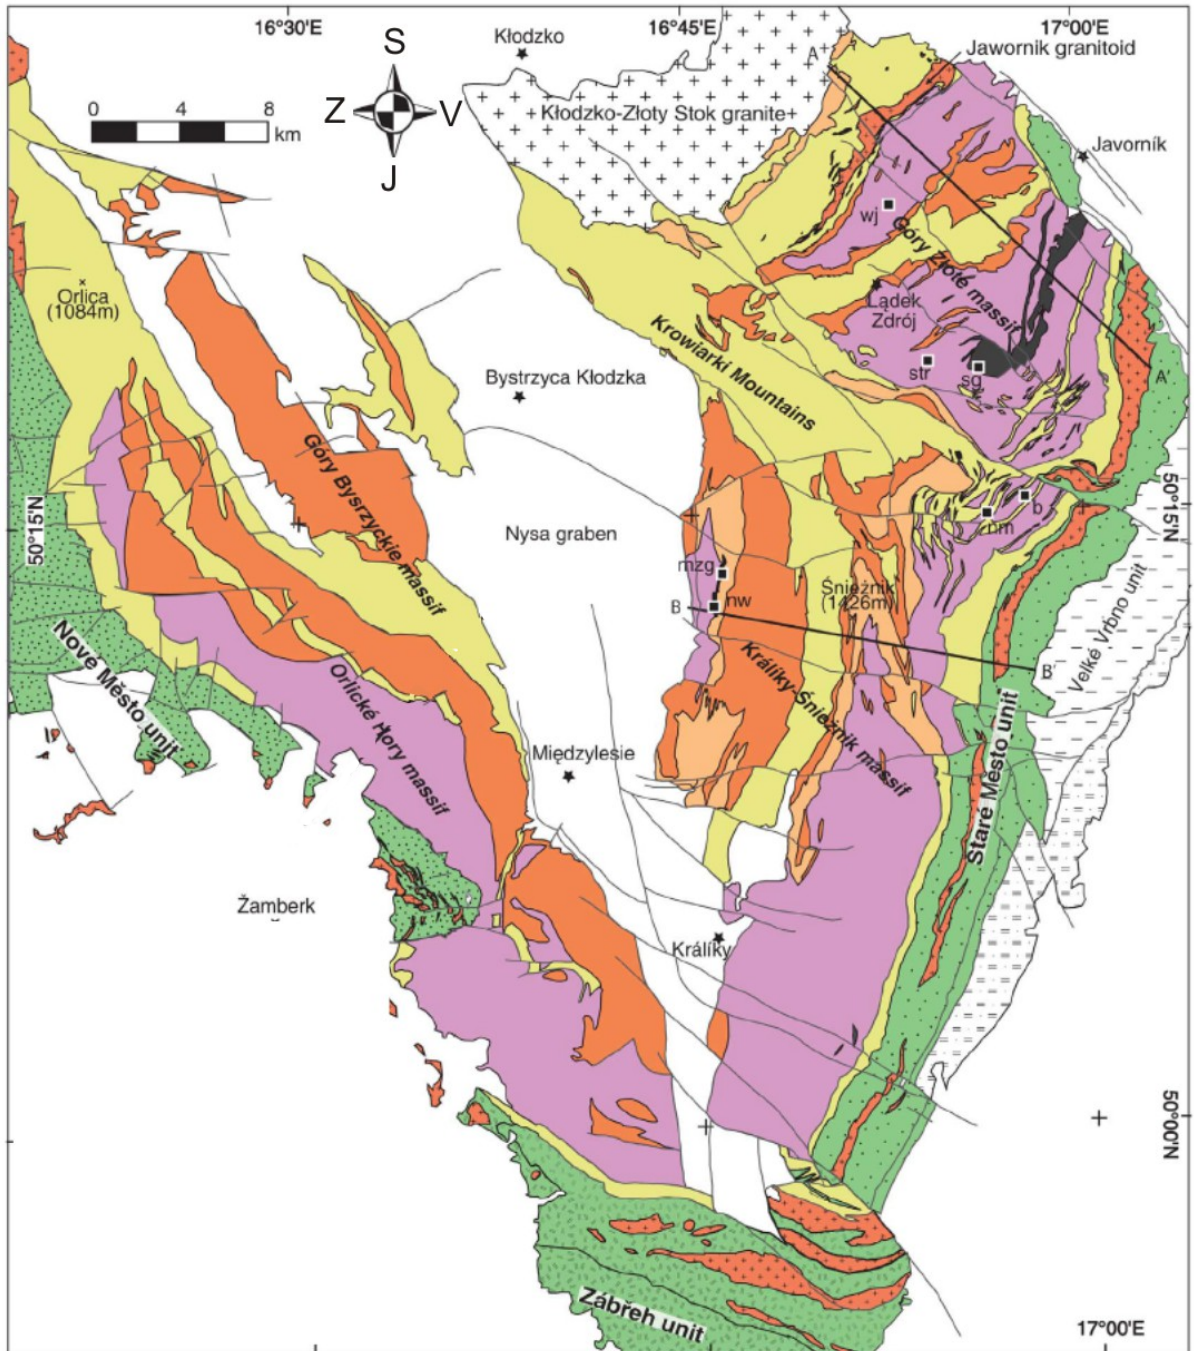 16°30'E
16°45'E
17°00'E
S
Z
V
J
0
4
8
km
Kłodzko
Kłodzko-Złoty Stok granite
A
Jawornik granitoid
Javorník
wj
Góry Złote massif
Lądek
Zdrój
str
sg
A'
Orlica
(1084m)
Krowiarki Mountains
Bystrzyca Kłodzka
Góry Bysrzyckie massif
50°15'N
50°15'N
Nysa graben
b
nm
mzg
nw
B
Śnieżnik
(1426m)
B'
Velké Vrbno unit
Nové Město unit
Orlické Hory massif
Králíky-Śnieżnik massif
Międzylesie
Staré Město unit
Žamberk
Králíky
50°00'N
Zábřeh unit
17°00'E